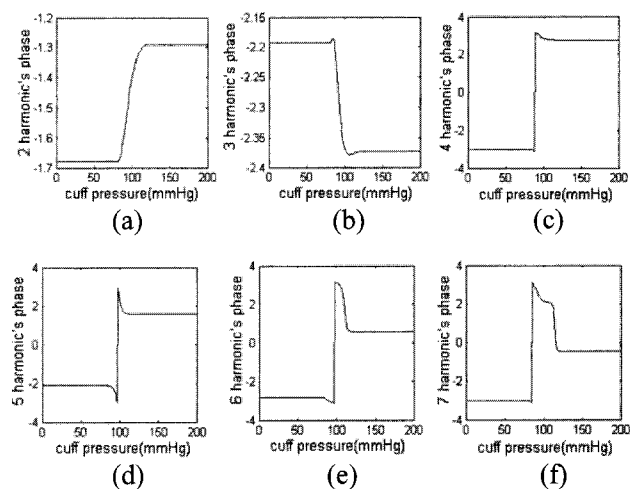 2 harmonic's phase
-1.2
-1.3
-1.4
-1.5
-1.6
-1.7
0 50 100 150 200
cuff pressure(mmHg)
(a)
3 harmonic's phase
-2.15
-2.2
-2.25
-2.3
-2.35
-2.4
0 50 100 150 200
cuff pressure(mmHg)
(b)
4 harmonic's phase
4
2
0
-2
-4
0 50 100 150 200
cuff pressure(mmHg)
(c)
5 harmonic's phase
4
2
0
-2
-4
0 50 100 150 200
cuff pressure(mmHg)
(d)
6 harmonic's phase
4
2
0
-2
-4
0 50 100 150 200
cuff pressure(mmHg)
(e)
7 harmonic's phase
4
2
0
-2
-4
0 50 100 150 200
cuff pressure(mmHg)
(f)